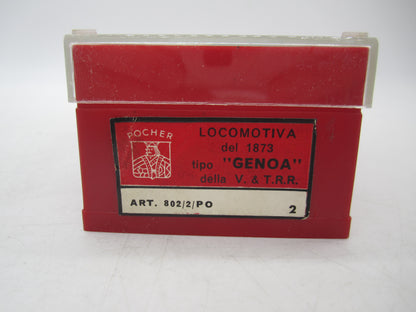 POCHER
LOCOMOTIVA
del 1873
tipo "GENOA"
della V. & T.R.R.
ART. 802/2/PO 2